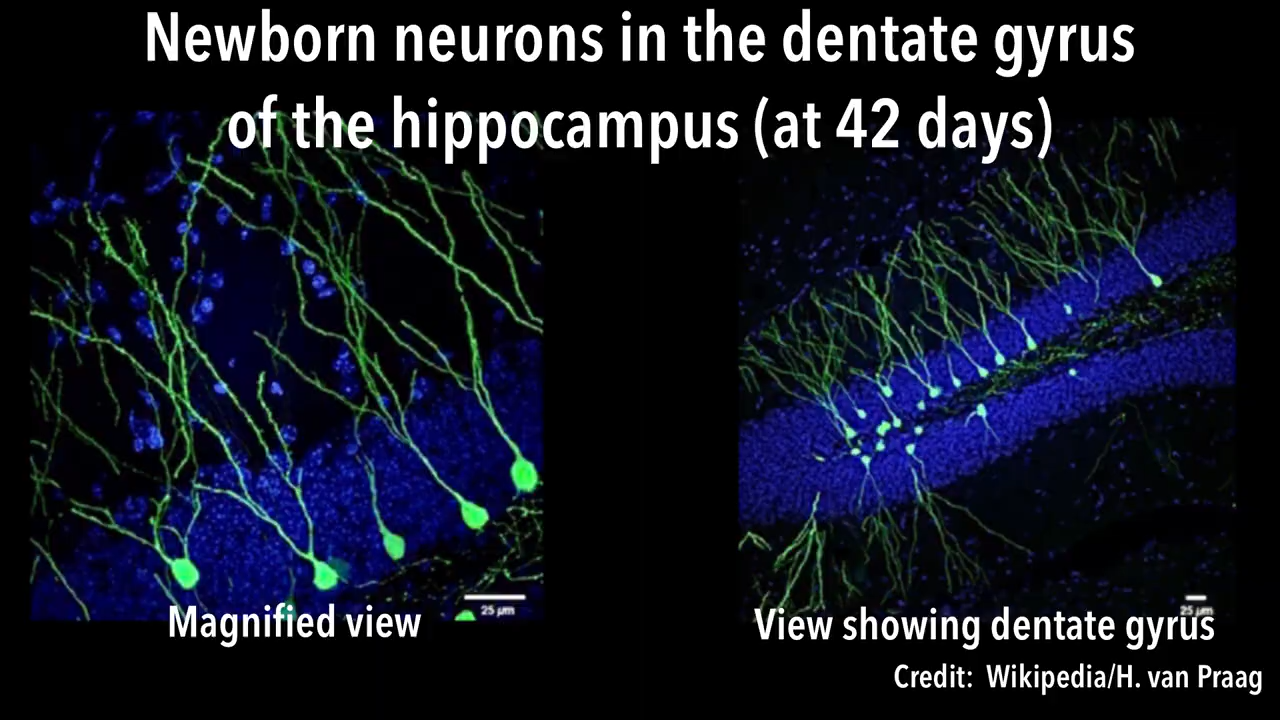 Newborn neurons in the dentate gyrus
of the hippocampus (at 42 days)
25 µm
25 µm
Magnified view
View showing dentate gyrus
Credit: Wikipedia/H. van Praag